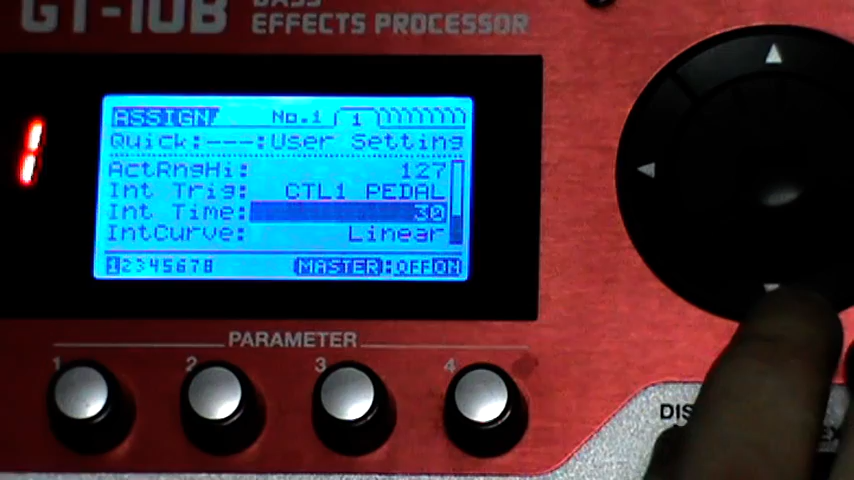 GT-10B BASS
EFFECTS PROCESSOR
1
ASSIGN No.1 1
Quick:---:User Setting
ActRngHi: 127
Int Trig: CTL1 PEDAL
Int Time: 30
IntCurve: Linear
12345678 MASTER:OFF ON
PARAMETER
1 2 3 4
DIS